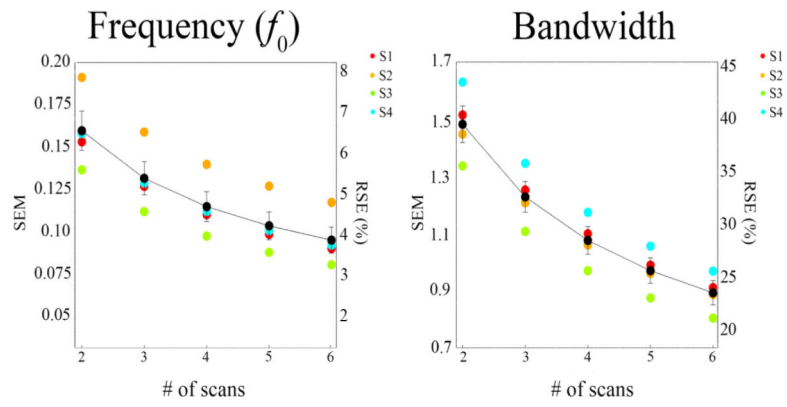 Frequency (f0)
Bandwidth
0.20
0.175
0.15
0.125
0.10
0.075
0.05
SEM
8
7
6
5
4
3
2
RSE (%)
S1
S2
S3
S4
2 3 4 5 6
# of scans
1.7
1.5
1.3
1.1
0.9
0.7
SEM
45
40
35
30
25
20
RSE (%)
S1
S2
S3
S4
2 3 4 5 6
# of scans